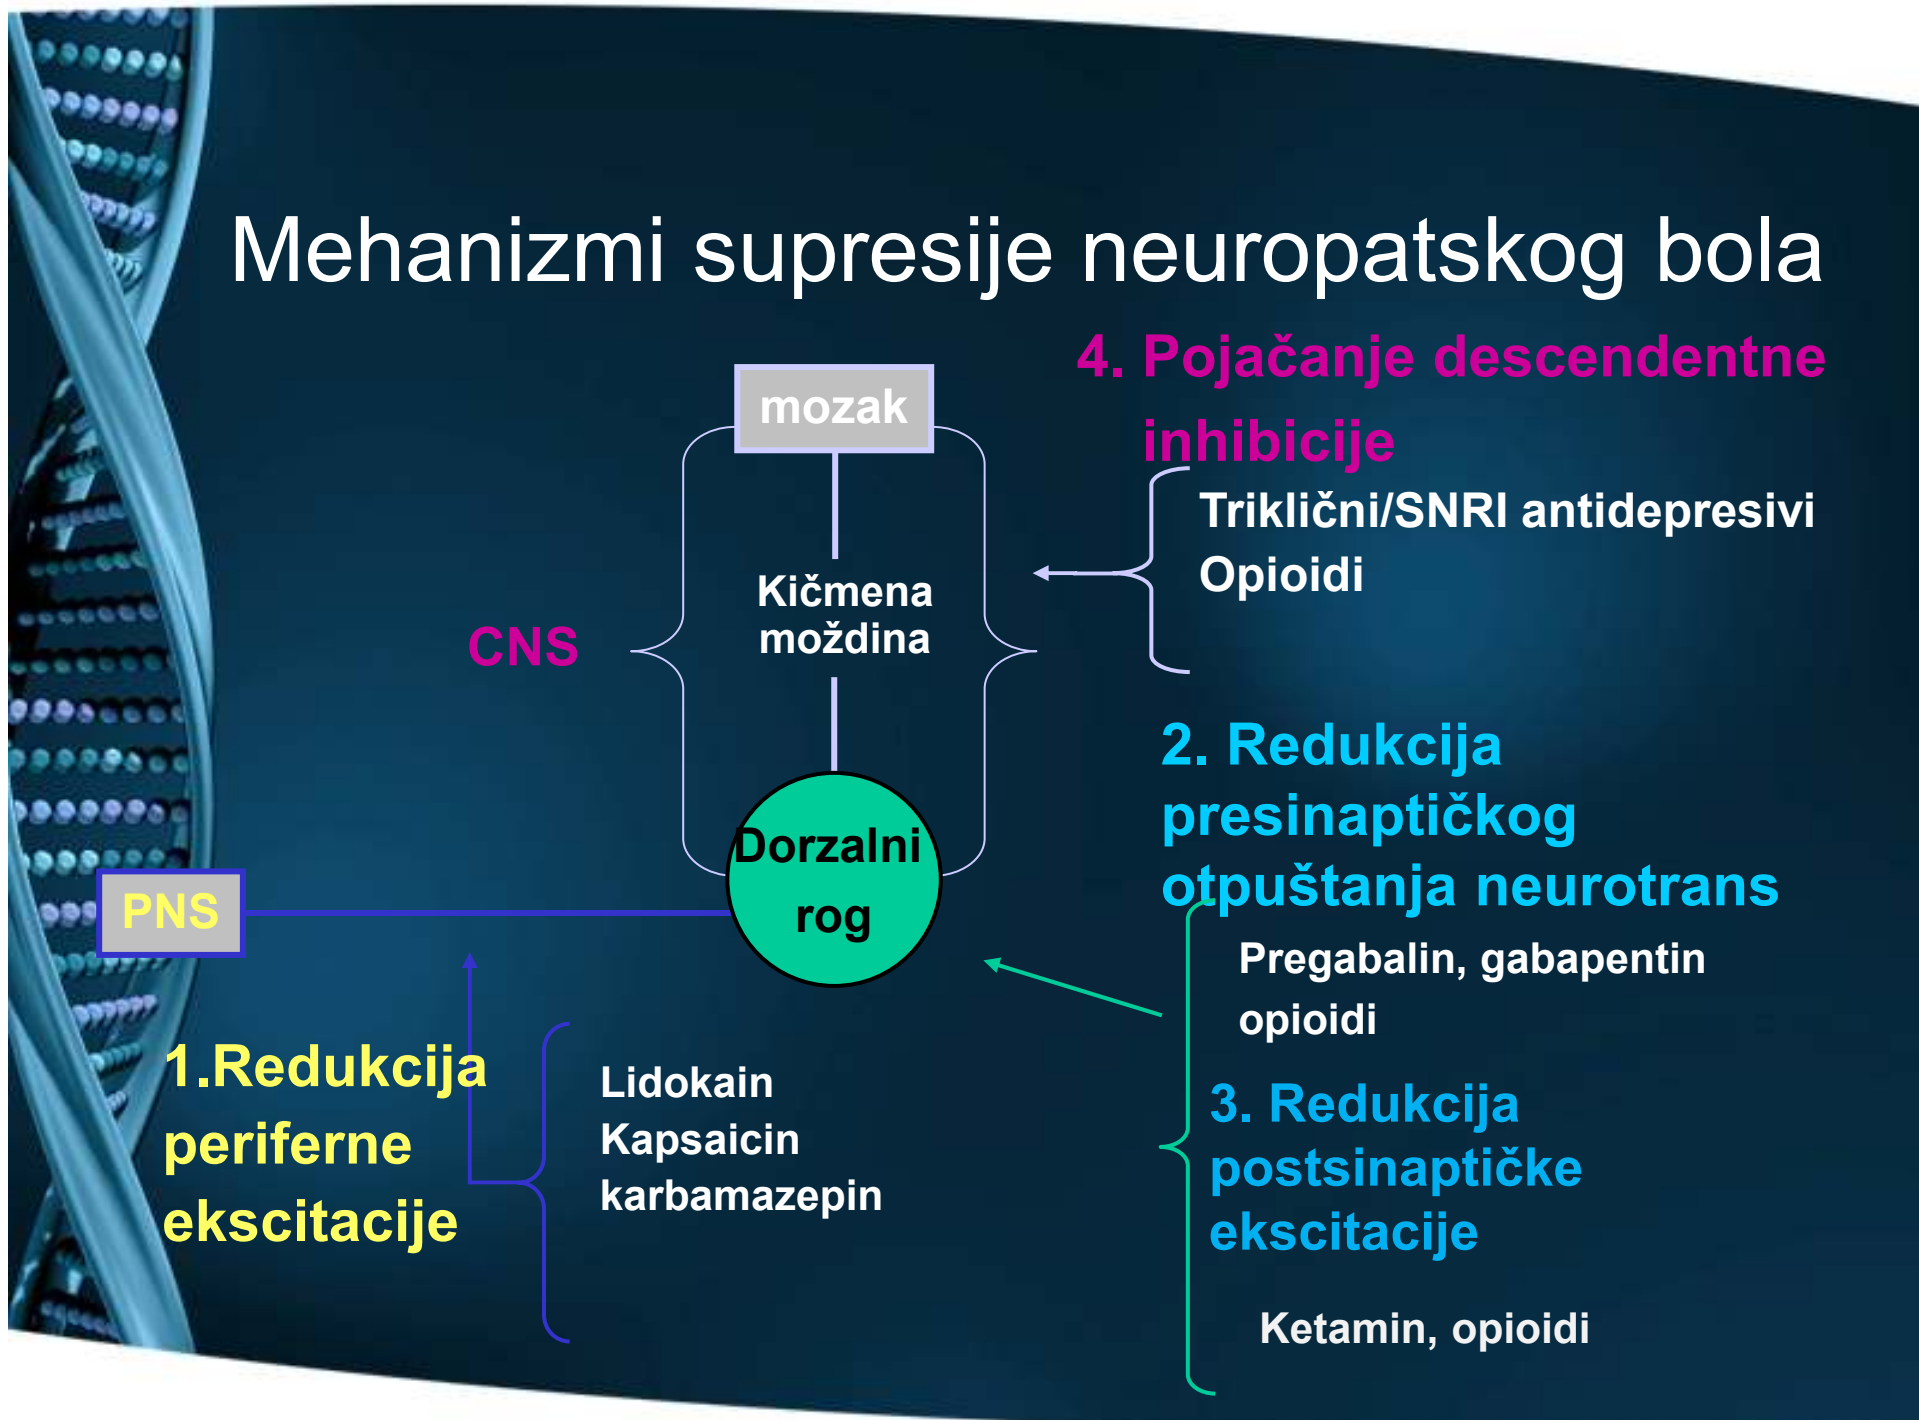 Mehanizmi supresije neuropatskog bola
4. Pojačanje descendentne
inhibicije
mozak
Triklični/SNRI antidepresivi
Opioidi
Kičmena
moždina
CNS
2. Redukcija
presinaptičkog
otpuštanja neurotrans
Dorzalni
rog
PNS
Pregabalin, gabapentin
opioidi
1.Redukcija
periferne
ekscitacije
Lidokain
Kapsaicin
karbamazepin
3. Redukcija
postsinaptičke
ekscitacije
Ketamin, opioidi